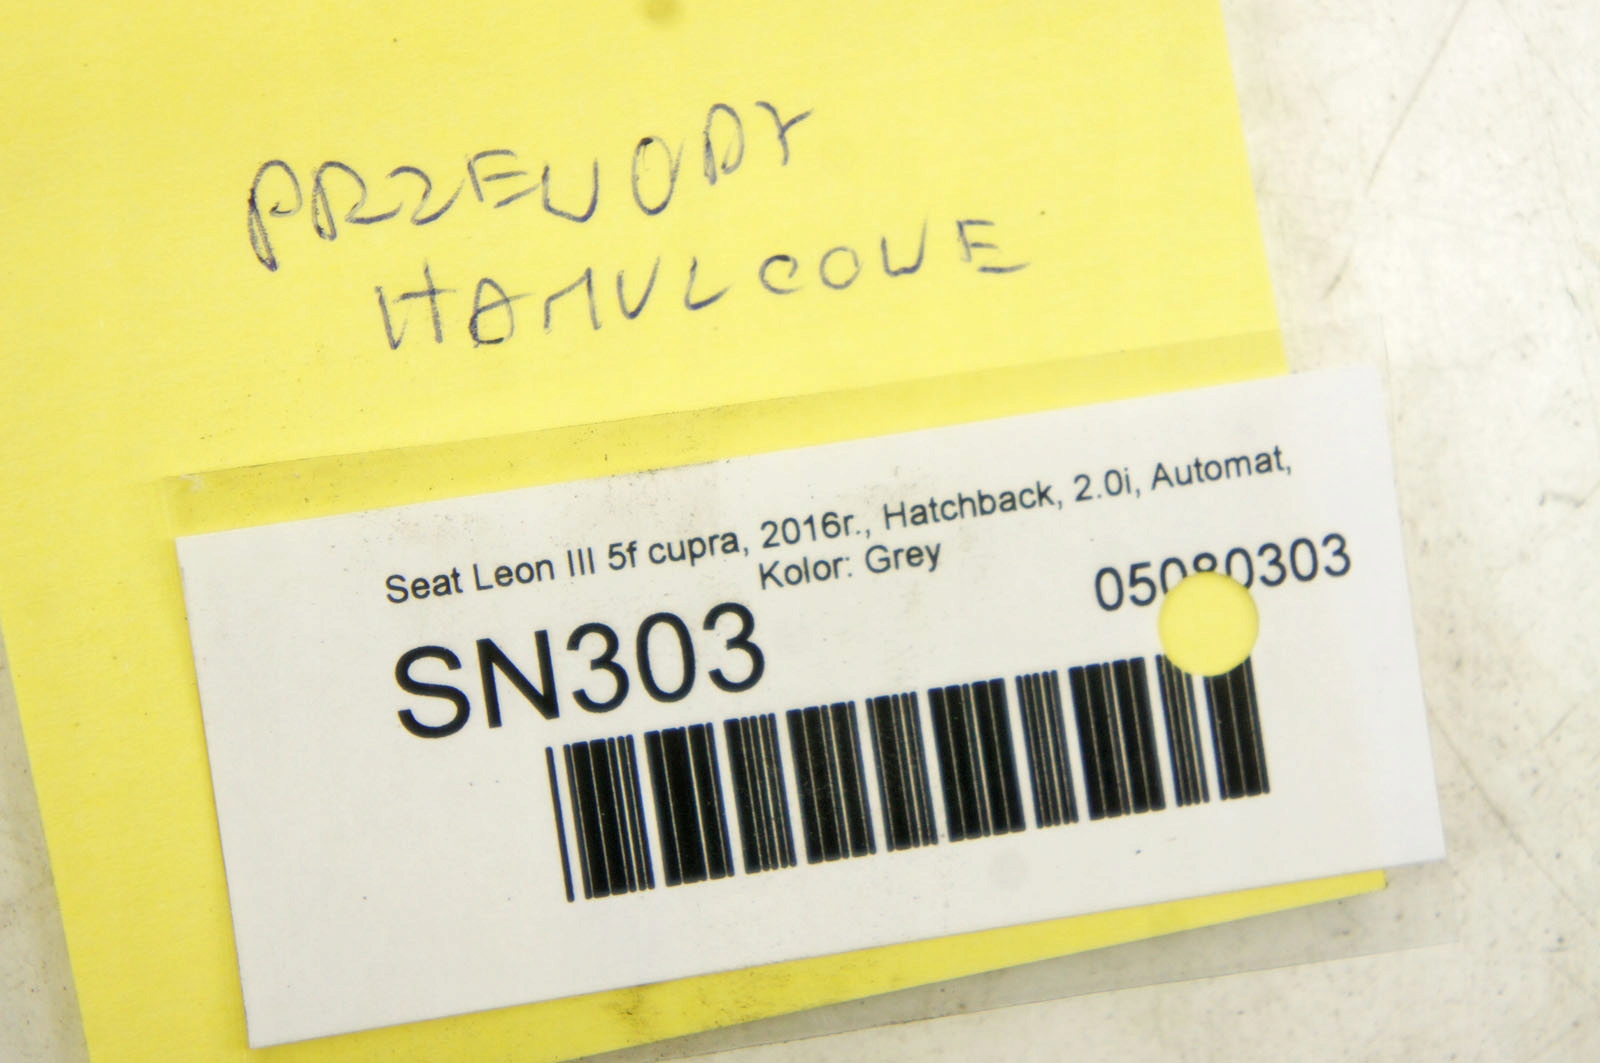 PRZEWODY
HAMULCOWE
Seat Leon III 5f cupra, 2016r., Hatchback, 2.0i, Automat,
Kolor: Grey
05080303
SN303